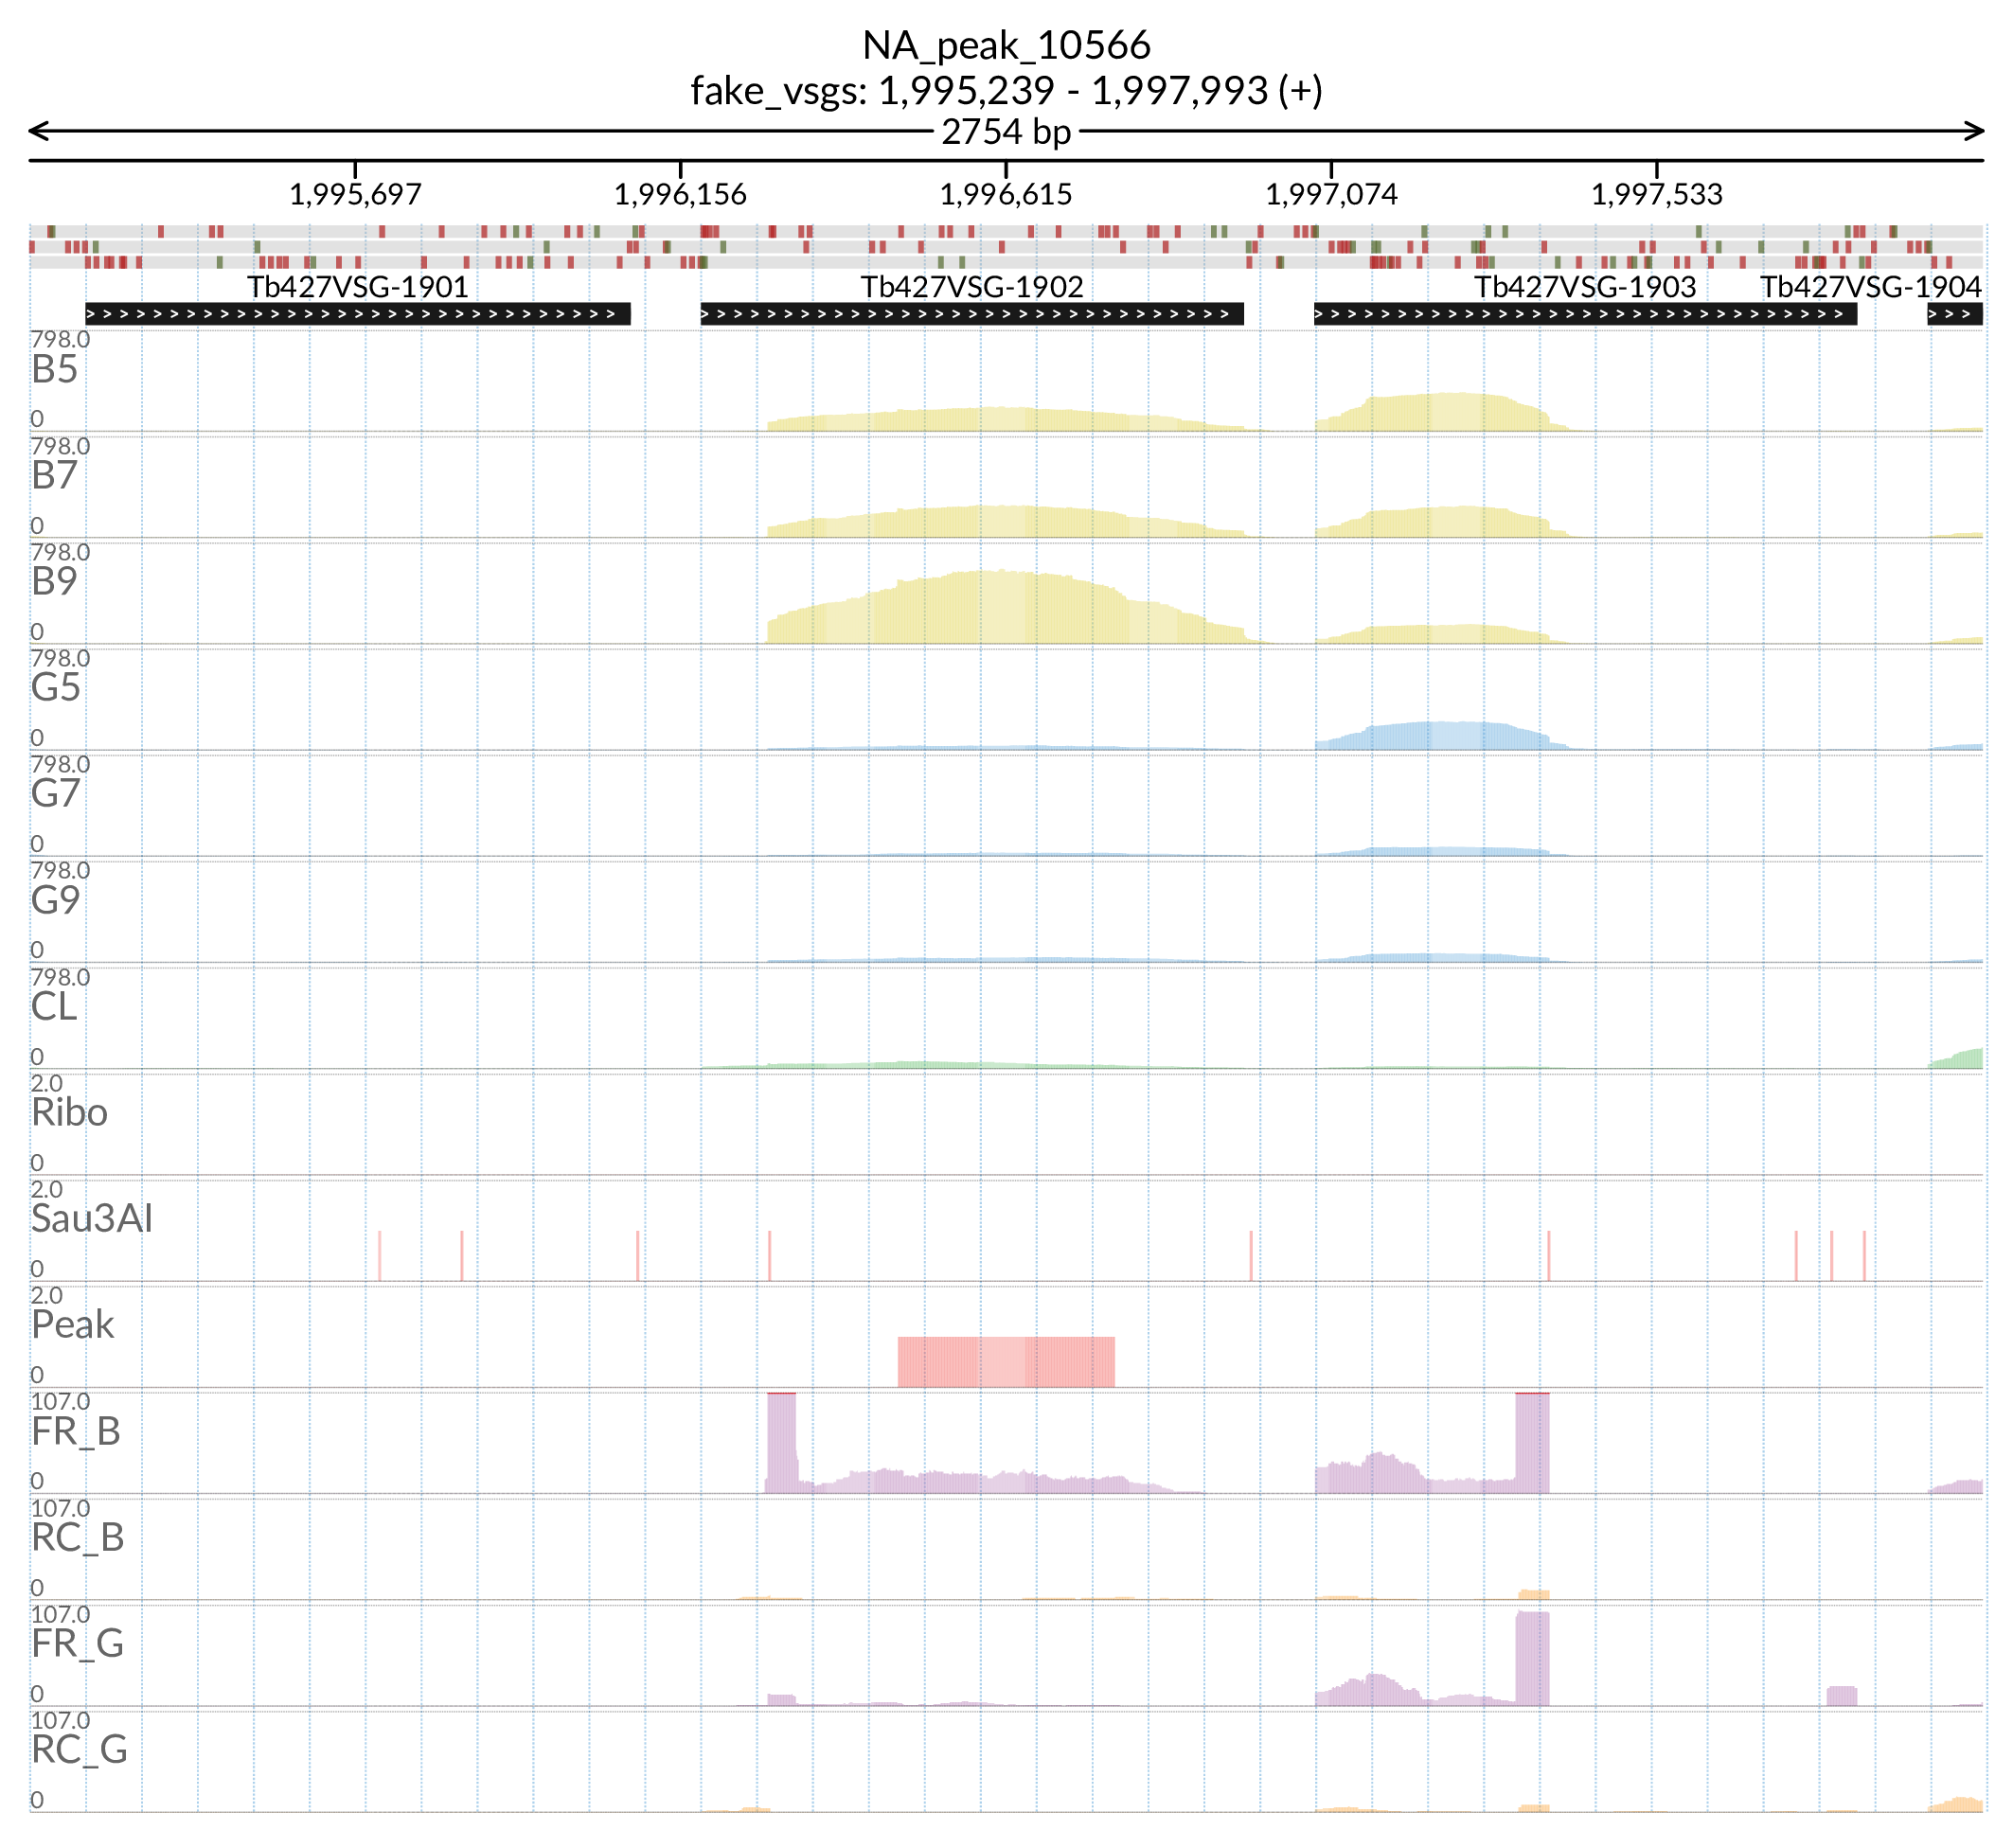 NA_peak_10566
fake_vsgs: 1,995,239 - 1,997,993 (+)
2754 bp
1,995,697 1,996,156 1,996,615 1,997,074 1,997,533
Tb427VSG-1901 Tb427VSG-1902 Tb427VSG-1903 Tb427VSG-1904
798.0
B5
0
798.0
B7
0
798.0
B9
0
798.0
G5
0
798.0
G7
0
798.0
G9
0
798.0
CL
0
2.0
Ribo
0
2.0
Sau3AI
0
2.0
Peak
0
107.0
FR_B
0
107.0
RC_B
0
107.0
FR_G
0
107.0
RC_G
0